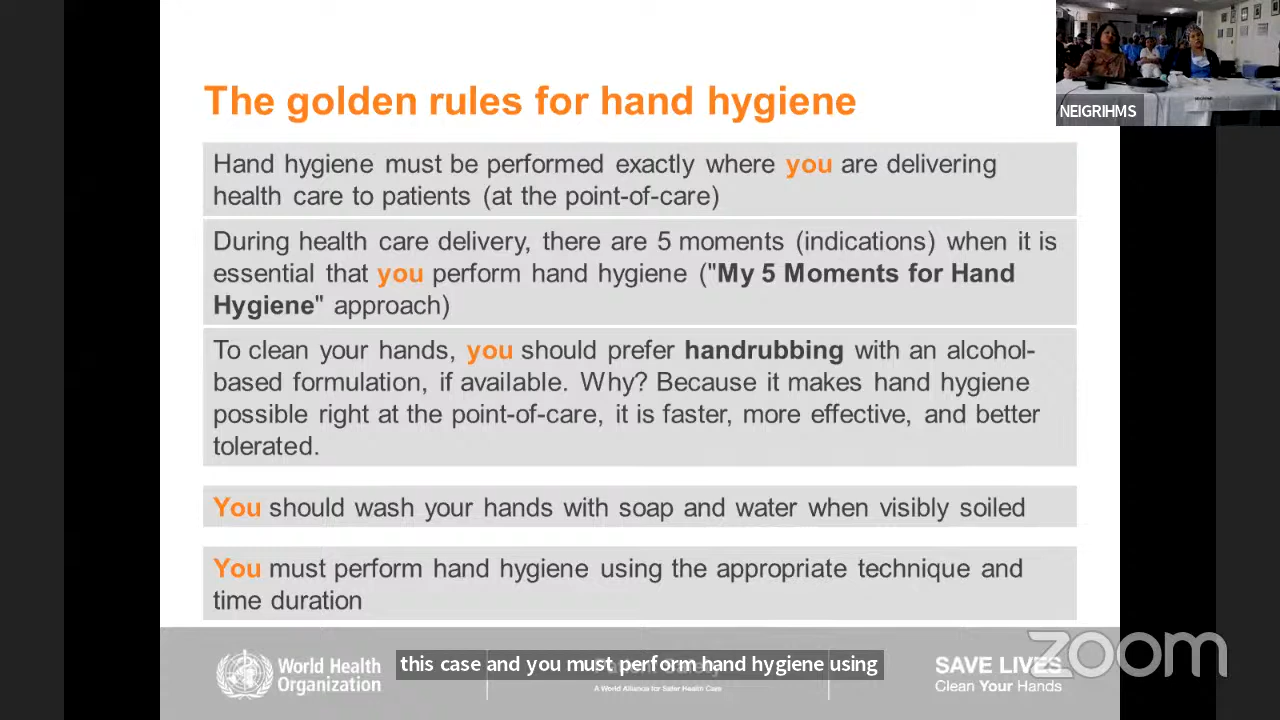 NEIGRIHMS
The golden rules for hand hygiene
Hand hygiene must be performed exactly where you are delivering
health care to patients (at the point-of-care)
During health care delivery, there are 5 moments (indications) when it is
essential that you perform hand hygiene ("My 5 Moments for Hand
Hygiene" approach)
To clean your hands, you should prefer handrubbing with an alcohol-
based formulation, if available. Why? Because it makes hand hygiene
possible right at the point-of-care, it is faster, more effective, and better
tolerated.
You should wash your hands with soap and water when visibly soiled
You must perform hand hygiene using the appropriate technique and
time duration
World Health
Organization
this case and you must perform hand hygiene using
A World Alliance for Safer Health Care
SAVE LIVES
Clean Your Hands
zoom